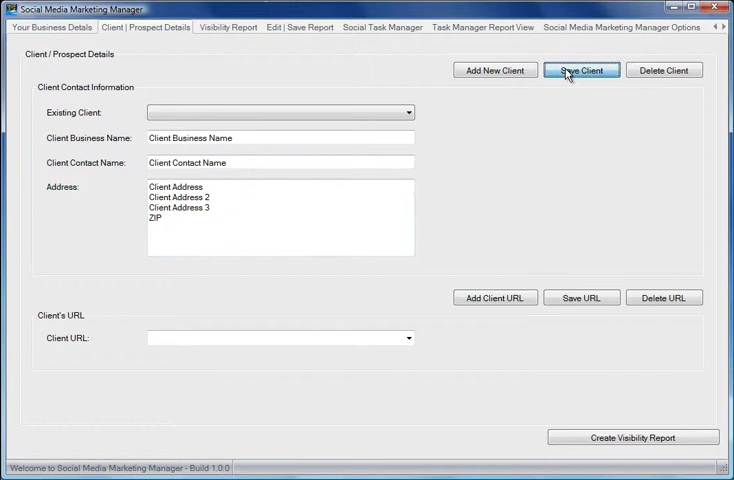 Social Media Marketing Manager
Your Business Detals Client | Prospect Details Visibility Report Edit | Save Report Social Task Manager Task Manager Report View Social Media Marketing Manager Options
Client / Prospect Details
Add New Client Save Client Delete Client
Client Contact Information
Existing Client:
Client Business Name: Client Business Name
Client Contact Name: Client Contact Name
Address: Client Address
Client Address 2
Client Address 3
ZIP
Add Client URL Save URL Delete URL
Client's URL
Client URL:
Create Visibility Report
Welcome to Social Media Marketing Manager - Build 1.0.0